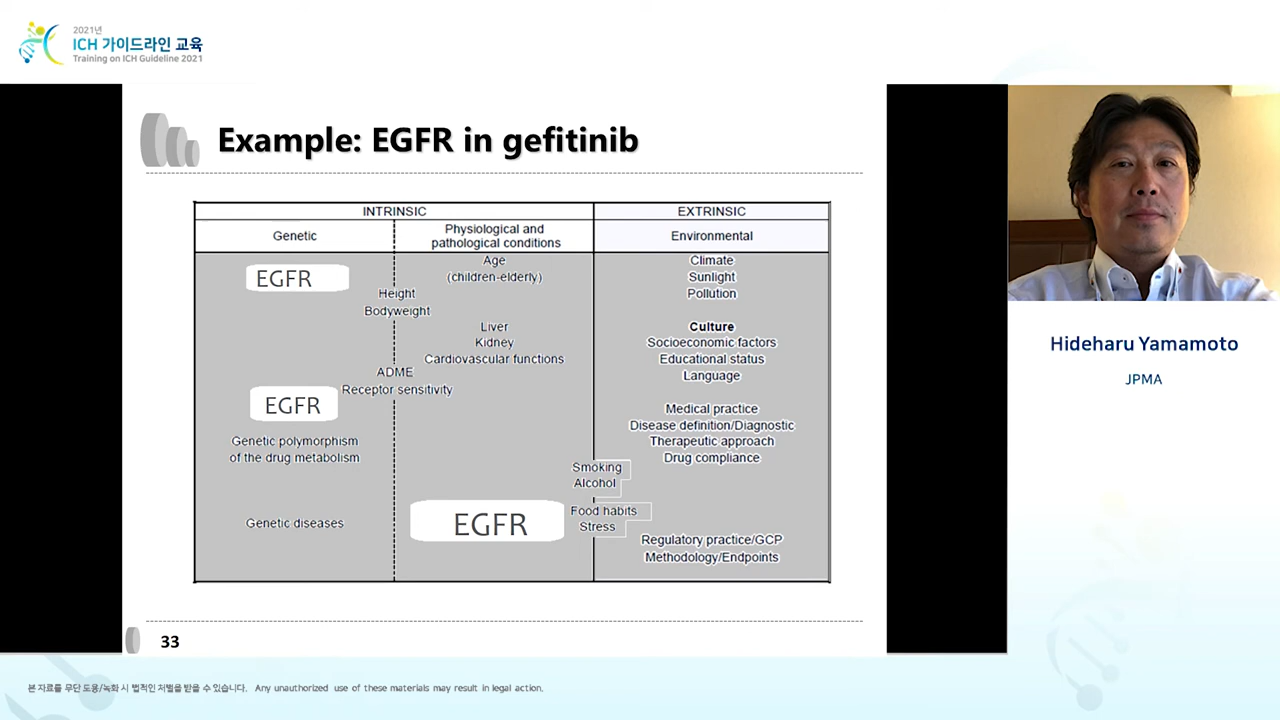 2021년
ICH 가이드라인 교육
Training on ICH Guideline 2021
Example: EGFR in gefitinib
INTRINSIC
EXTRINSIC
Genetic
Physiological and
pathological conditions
Environmental
EGFR
Age
(children-elderly)
Height
Bodyweight
Liver
Kidney
Cardiovascular functions
ADME
Receptor sensitivity
EGFR
Genetic polymorphism
of the drug metabolism
Genetic diseases
EGFR
Smoking
Alcohol
Food habits
Stress
Climate
Sunlight
Pollution
Culture
Socioeconomic factors
Educational status
Language
Medical practice
Disease definition/Diagnostic
Therapeutic approach
Drug compliance
Regulatory practice/GCP
Methodology/Endpoints
33
Hideharu Yamamoto
JPMA
본 자료를 무단 도용/녹화 시 법적인 처벌을 받을 수 있습니다. Any unauthorized use of these materials may result in legal action.